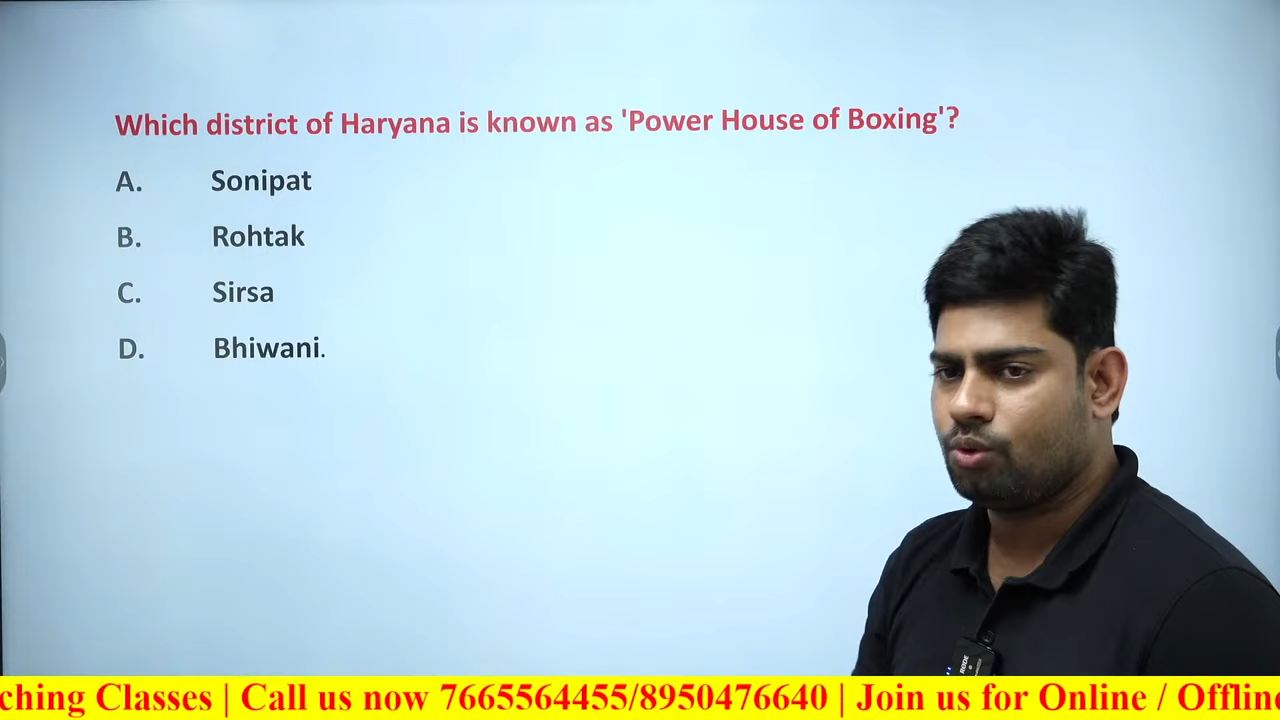 Which district of Haryana is known as 'Power House of Boxing'?
A. Sonipat
B. Rohtak
C. Sirsa
D. Bhiwani.
RODE
ching Classes | Call us now 7665564455/8950476640 | Join us for Online / Offline